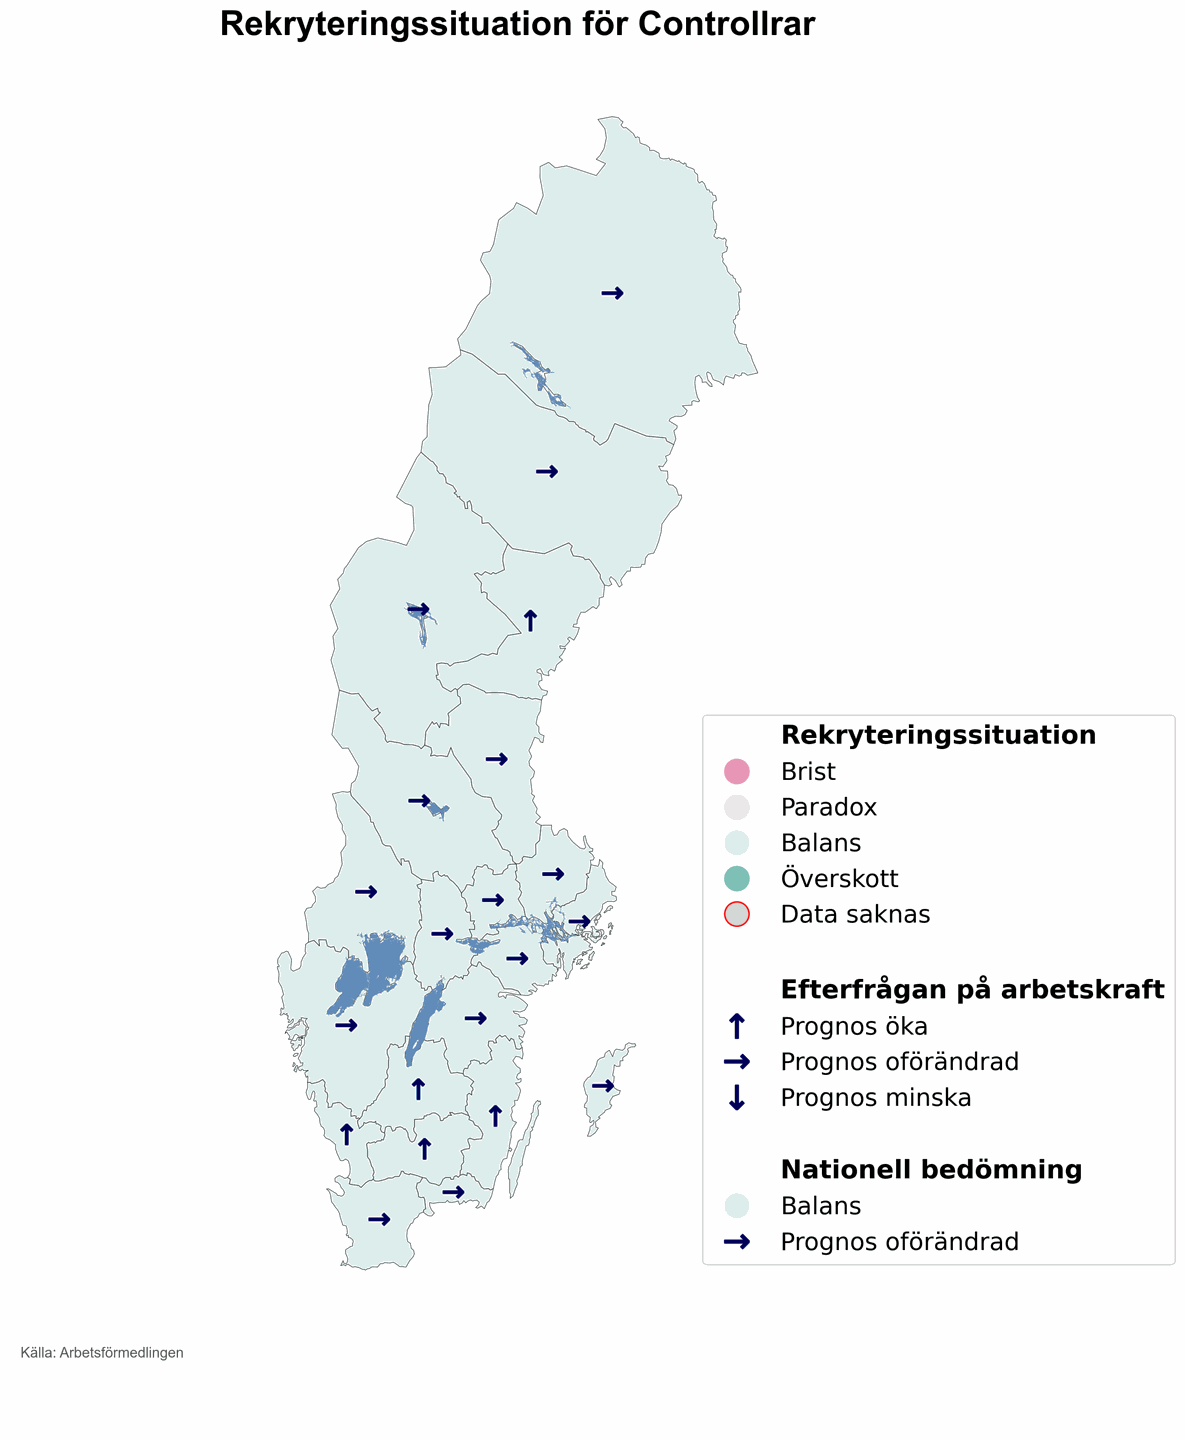 Rekryteringssituation för Controllrar
Rekryteringssituation
Brist
Paradox
Balans
Överskott
Data saknas
Efterfrågan på arbetskraft
Prognos öka
Prognos oförändrad
Prognos minska
Nationell bedömning
Balans
Prognos oförändrad
Källa: Arbetsförmedlingen